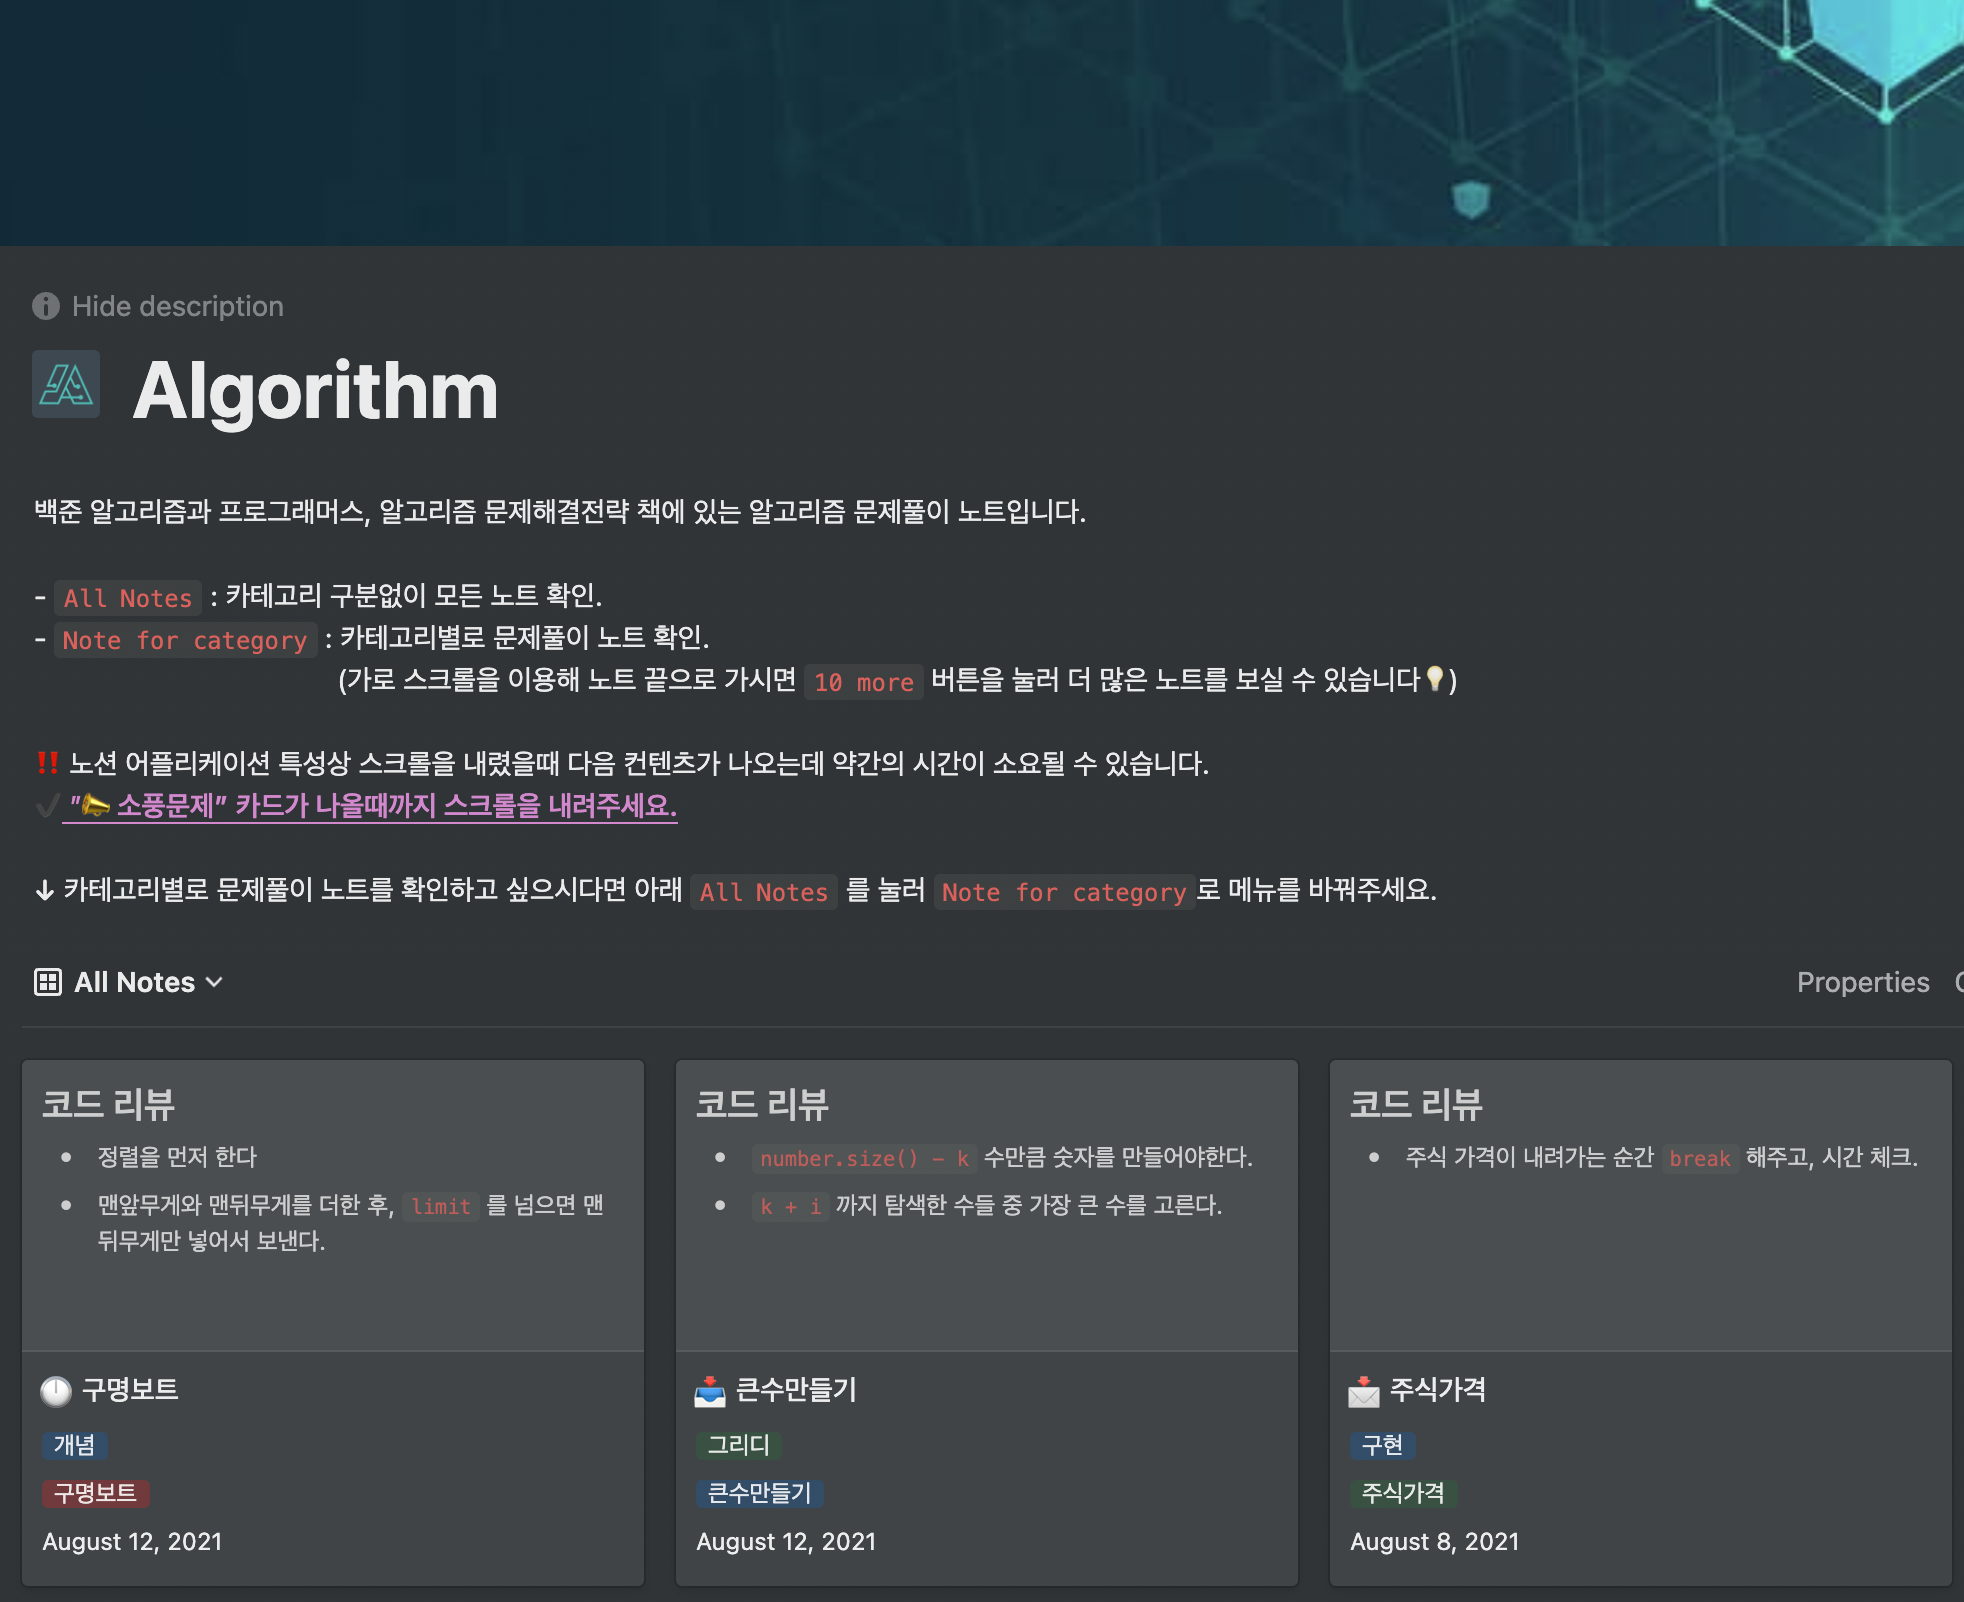 Hide description
Algorithm
백준 알고리즘과 프로그래머스, 알고리즘 문제해결전략 책에 있는 알고리즘 문제풀이 노트입니다.
- All Notes : 카테고리 구분없이 모든 노트 확인.
- Note for category : 카테고리별로 문제풀이 노트 확인.
(가로 스크롤을 이용해 노트 끝으로 가시면 10 more 버튼을 눌러 더 많은 노트를 보실 수 있습니다💡)
‼️ 노션 어플리케이션 특성상 스크롤을 내렸을때 다음 컨텐츠가 나오는데 약간의 시간이 소요될 수 있습니다.
✔️ "📣 소풍문제" 카드가 나올때까지 스크롤을 내려주세요.
↓ 카테고리별로 문제풀이 노트를 확인하고 싶으시다면 아래 All Notes 를 눌러 Note for category로 메뉴를 바꿔주세요.
All Notes
Properties
코드 리뷰
• 정렬을 먼저 한다
• 맨앞무게와 맨뒤무게를 더한 후, limit 를 넘으면 맨
뒤무게만 넣어서 보낸다.
구명보트
개념
구명보트
August 12, 2021
코드 리뷰
• number.size() - k 수만큼 숫자를 만들어야한다.
• k + i 까지 탐색한 수들 중 가장 큰 수를 고른다.
큰수만들기
그리디
큰수만들기
August 12, 2021
코드 리뷰
• 주식 가격이 내려가는 순간 break 해주고, 시간 체크.
주식가격
구현
주식가격
August 8, 2021